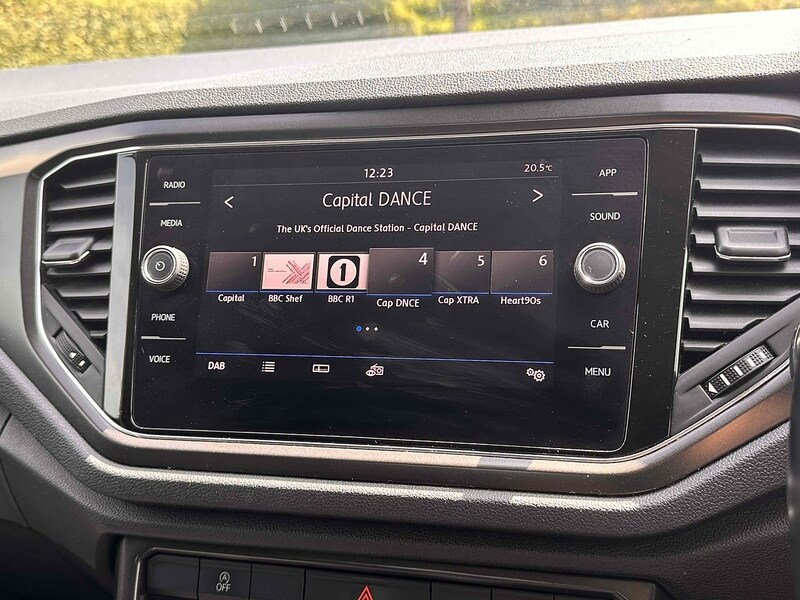 12:23
20.5°C
RADIO
APP
< Capital DANCE >
MEDIA
SOUND
The UK's Official Dance Station - Capital DANCE
1
1
4
5
6
Capital
BBC Shef
BBC R1
Cap DNCE
Cap XTRA
Heart90s
PHONE
CAR
VOICE
DAB
MENU
A
OFF